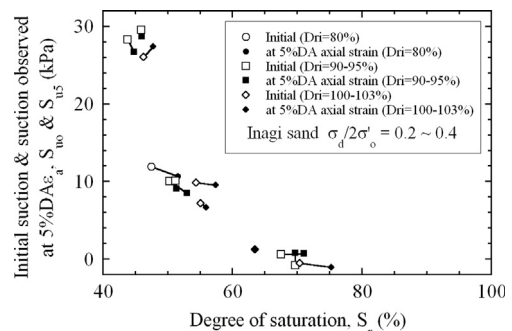 Initial suction & suction observed
at 5%DAεa, Suo & Su5 (kPa)
30
20
10
0
Initial (Dri=80%)
at 5%DA axial strain (Dri=80%)
Initial (Dri=90-95%)
at 5%DA axial strain (Dri=90-95%)
Initial (Dri=100-103%)
at 5%DA axial strain (Dri=100-103%)
Inagi sand σd/2σ'o = 0.2 ~ 0.4
40 60 80 100
Degree of saturation, Sr (%)